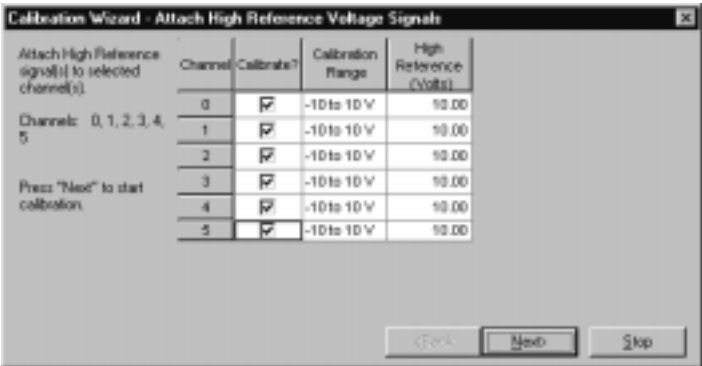 Calibration Wizard - Attach High Reference Voltage Signals
Attach High Reference
signal(s) to selected
channel(s).
Channels: 0, 1, 2, 3, 4,
5
Press "Next" to start
calibration.
Channel Calibrate? Calibration Range High Reference (Volts)
0 -10 to 10 V 10.00
1 -10 to 10 V 10.00
2 -10 to 10 V 10.00
3 -10 to 10 V 10.00
4 -10 to 10 V 10.00
5 -10 to 10 V 10.00
<Back Next> Stop